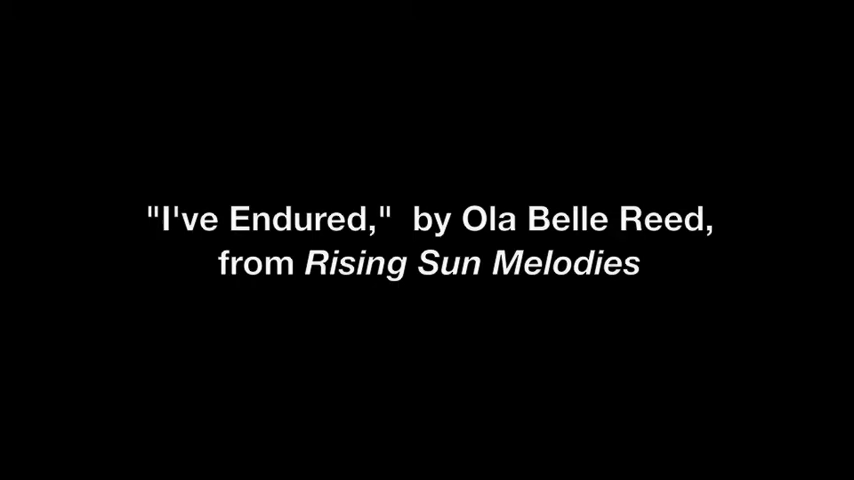 "I've Endured,"  by Ola Belle Reed,
from Rising Sun Melodies